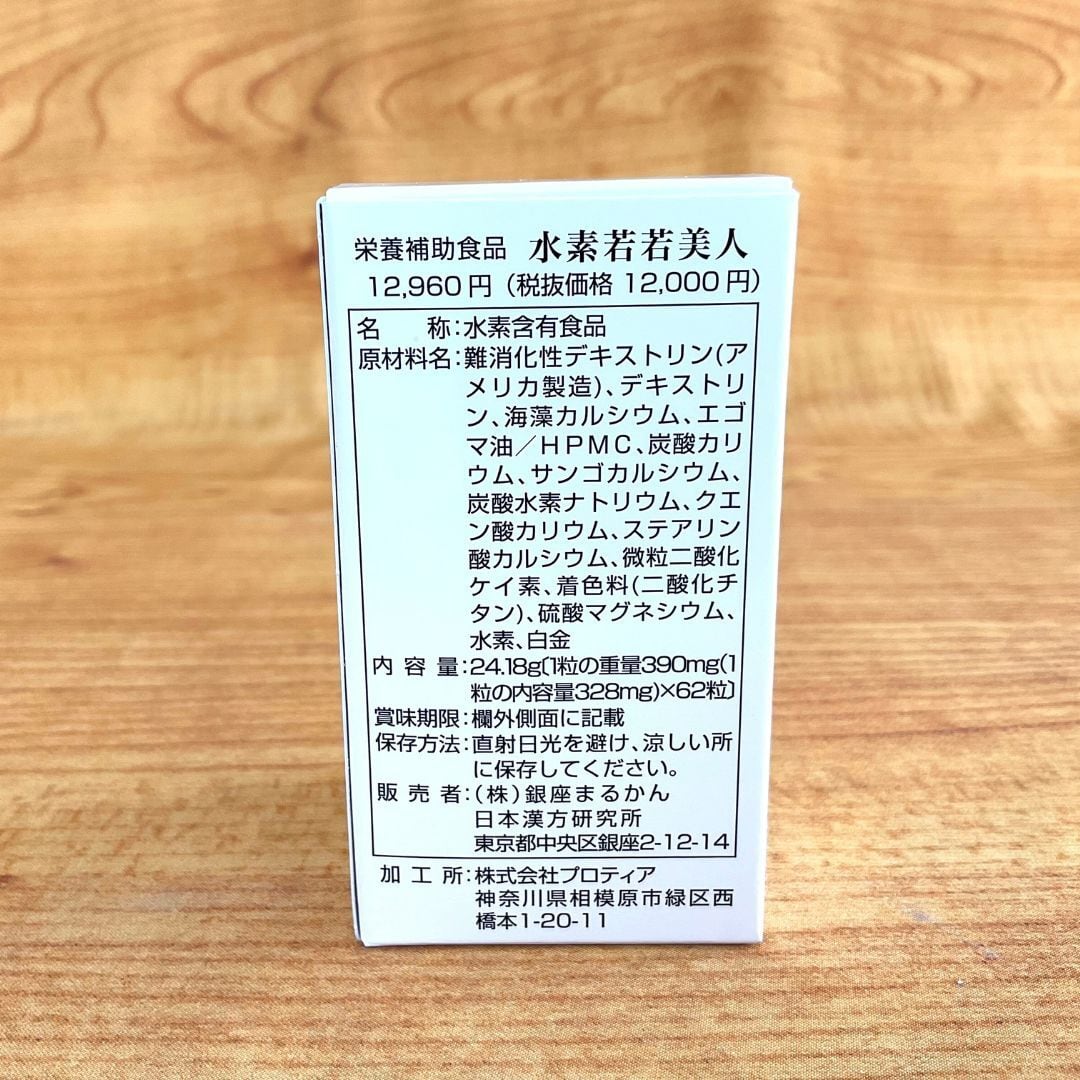 栄養補助食品 水素若若美人
12,960円（税抜価格 12,000円）
名　　称：水素含有食品
原材料名：難消化性デキストリン（ア
メリカ製造）、デキストリ
ン、海藻カルシウム、エゴ
マ油／ＨＰＭＣ、炭酸カリ
ウム、サンゴカルシウム、
炭酸水素ナトリウム、クエ
ン酸カリウム、ステアリン
酸カルシウム、微粒二酸化
ケイ素、着色料（二酸化チ
タン）、硫酸マグネシウム、
水素、白金
内 容 量：24.18g〔1粒の重量390mg（1
粒の内容量328mg）×62粒〕
賞味期限：欄外側面に記載
保存方法：直射日光を避け、涼しい所
に保存してください。
販 売 者：（株）銀座まるかん
日本漢方研究所
東京都中央区銀座2-12-14
加 工 所：株式会社プロティア
神奈川県相模原市緑区西
橋本1-20-11